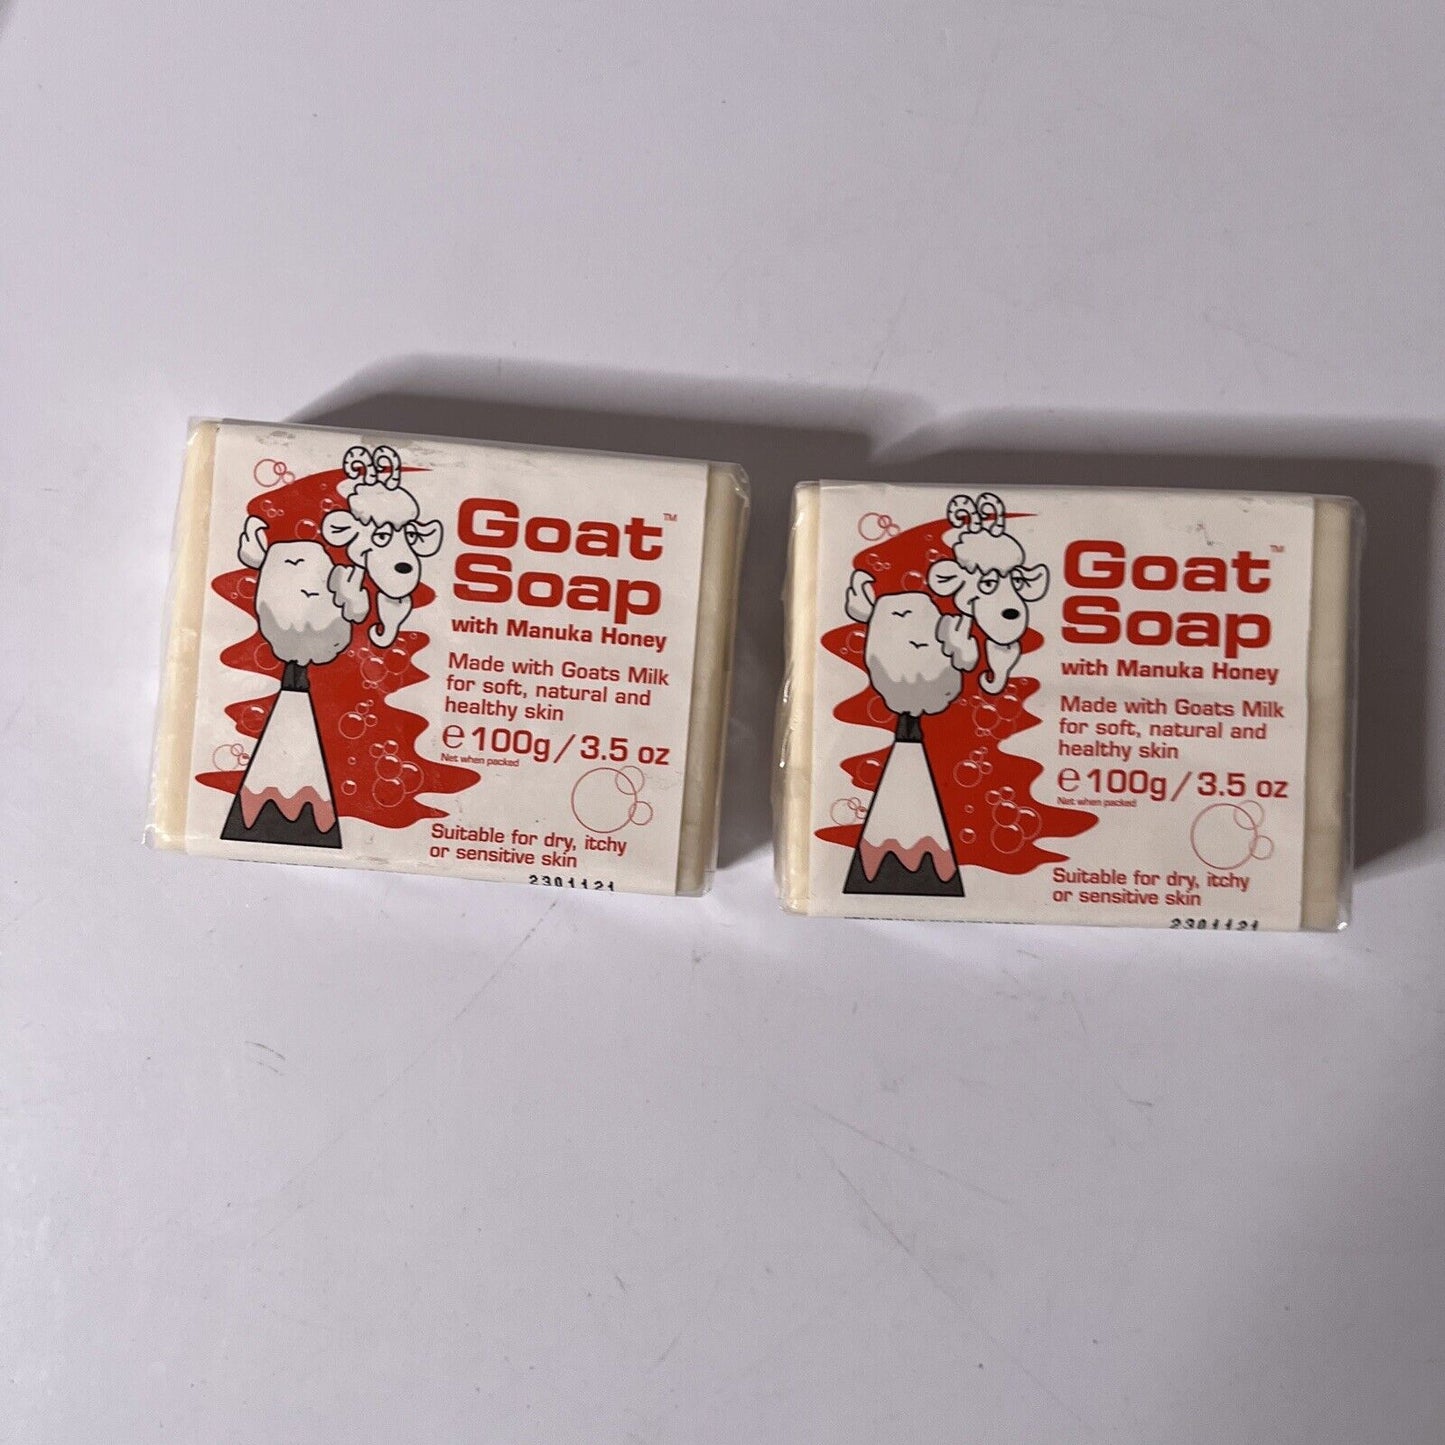 Goat™
Soap
with Manuka Honey
Made with Goats Milk
for soft, natural and
healthy skin
℮100g/3.5 oz
Net when packed
Suitable for dry, itchy
or sensitive skin
2301121
Goat™
Soap
with Manuka Honey
Made with Goats Milk
for soft, natural and
healthy skin
℮100g/3.5 oz
Net when packed
Suitable for dry, itchy
or sensitive skin
2301121